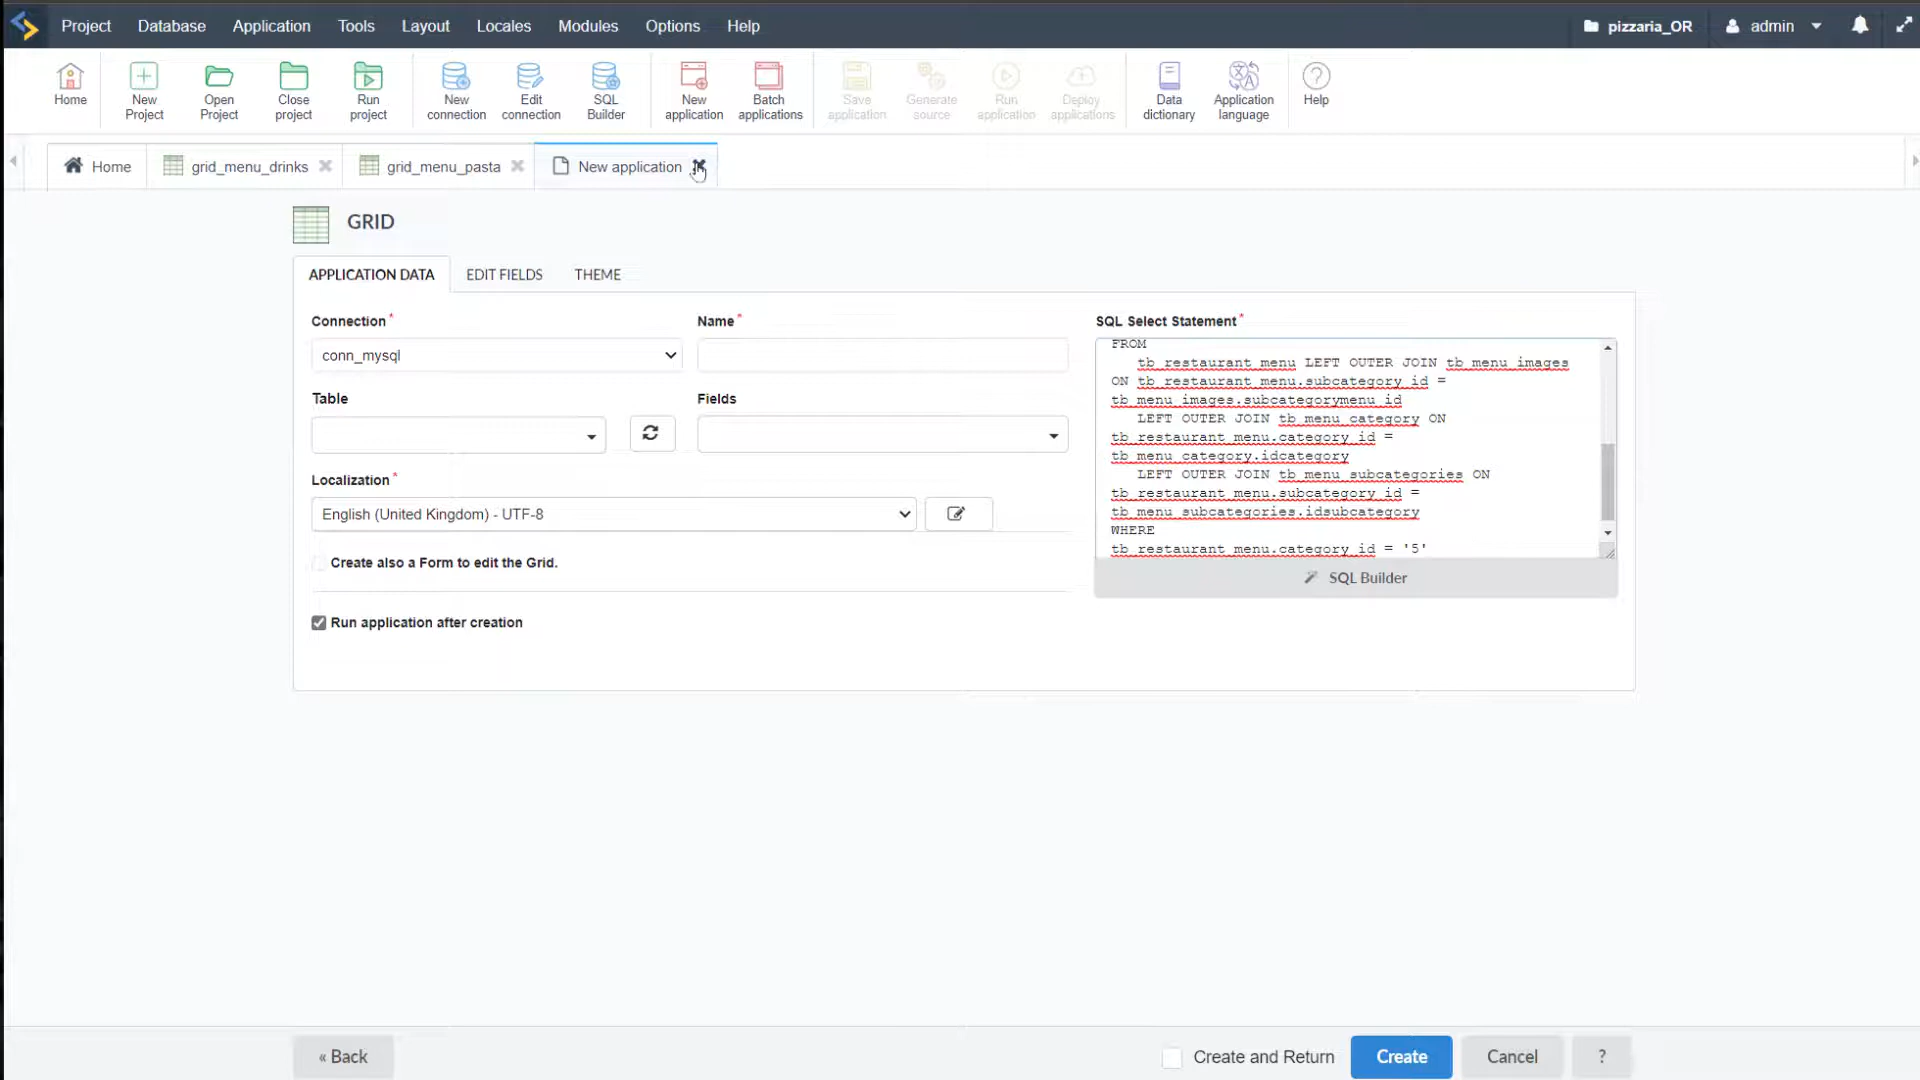 Project Database Application Tools Layout Locales Modules Options Help pizzaria_OR admin
Home New Project Open Project Close project Run project New connection Edit connection SQL Builder New application Batch applications Save application Generate source Run application Deploy applications Data dictionary Application language Help
Home grid_menu_drinks grid_menu_pasta New application
GRID
APPLICATION DATA EDIT FIELDS THEME
Connection *
conn_mysql
Name *
Table
Fields
Localization *
English (United Kingdom) - UTF-8
Create also a Form to edit the Grid.
Run application after creation
SQL Select Statement *
FROM
tb_restaurant_menu LEFT OUTER JOIN tb_menu_images
ON tb_restaurant_menu.subcategory_id =
tb_menu_images.subcategorymenu_id
LEFT OUTER JOIN tb_menu_category ON
tb_restaurant_menu.category_id =
tb_menu_category.idcategory
LEFT OUTER JOIN tb_menu_subcategories ON
tb_restaurant_menu.subcategory_id =
tb_menu_subcategories.idsubcategory
WHERE
tb_restaurant_menu.category_id = '5'
SQL Builder
« Back Create and Return Create Cancel ?